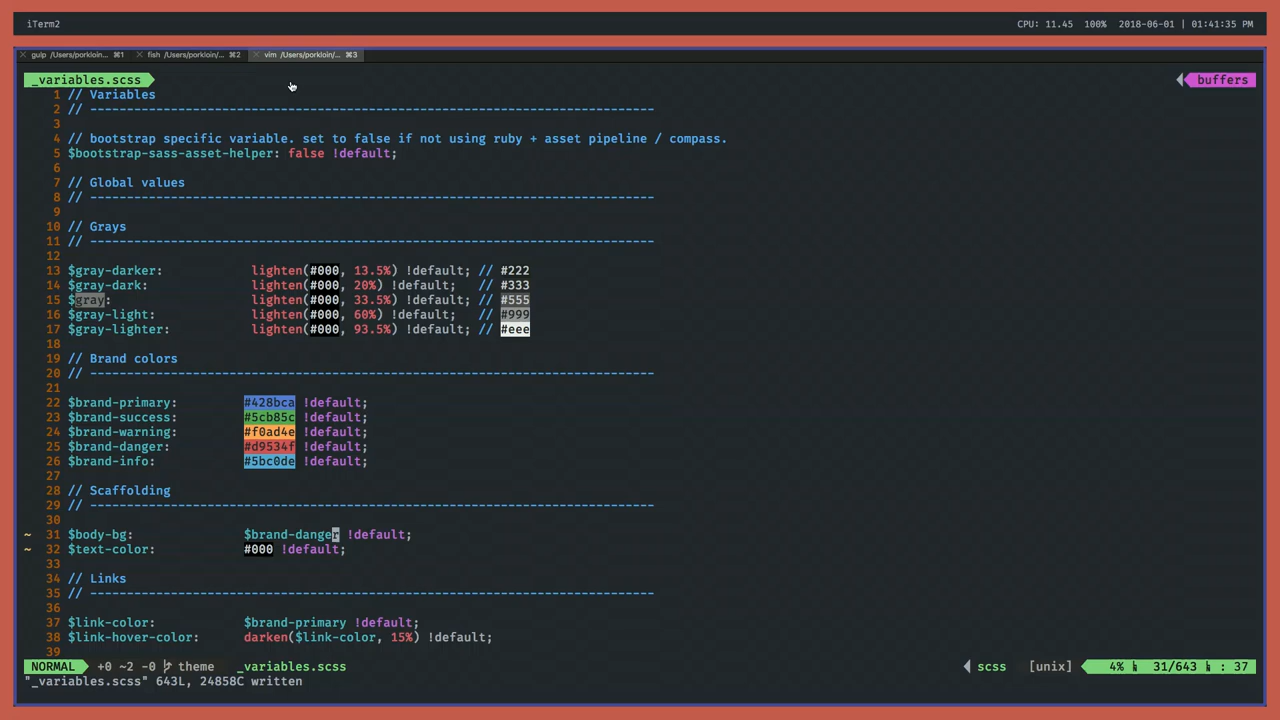 iTerm2
CPU: 11.45 100% 2018-06-01 | 01:41:35 PM
gulp /Users/porkloin... ⌘1
fish /Users/porkloin/... ⌘2
vim /Users/porkloin/... ⌘3
_variables.scss
buffers
1 // Variables
2 // -----------------------------------------------------------------------------
3
4 // bootstrap specific variable. set to false if not using ruby + asset pipeline / compass.
5 $bootstrap-sass-asset-helper: false !default;
6
7 // Global values
8 // -----------------------------------------------------------------------------
9
10 // Grays
11 // -----------------------------------------------------------------------------
12
13 $gray-darker: lighten(#000, 13.5%) !default; // #222
14 $gray-dark: lighten(#000, 20%) !default; // #333
15 $gray: lighten(#000, 33.5%) !default; // #555
16 $gray-light: lighten(#000, 60%) !default; // #999
17 $gray-lighter: lighten(#000, 93.5%) !default; // #eee
18
19 // Brand colors
20 // -----------------------------------------------------------------------------
21
22 $brand-primary: #428bca !default;
23 $brand-success: #5cb85c !default;
24 $brand-warning: #f0ad4e !default;
25 $brand-danger: #d9534f !default;
26 $brand-info: #5bc0de !default;
27
28 // Scaffolding
29 // -----------------------------------------------------------------------------
30
~ 31 $body-bg: $brand-danger !default;
~ 32 $text-color: #000 !default;
33
34 // Links
35 // -----------------------------------------------------------------------------
36
37 $link-color: $brand-primary !default;
38 $link-hover-color: darken($link-color, 15%) !default;
39
NORMAL +0 ~2 -0 theme _variables.scss scss [unix] 4% 31/643 : 37
"_variables.scss" 643L, 24858C written